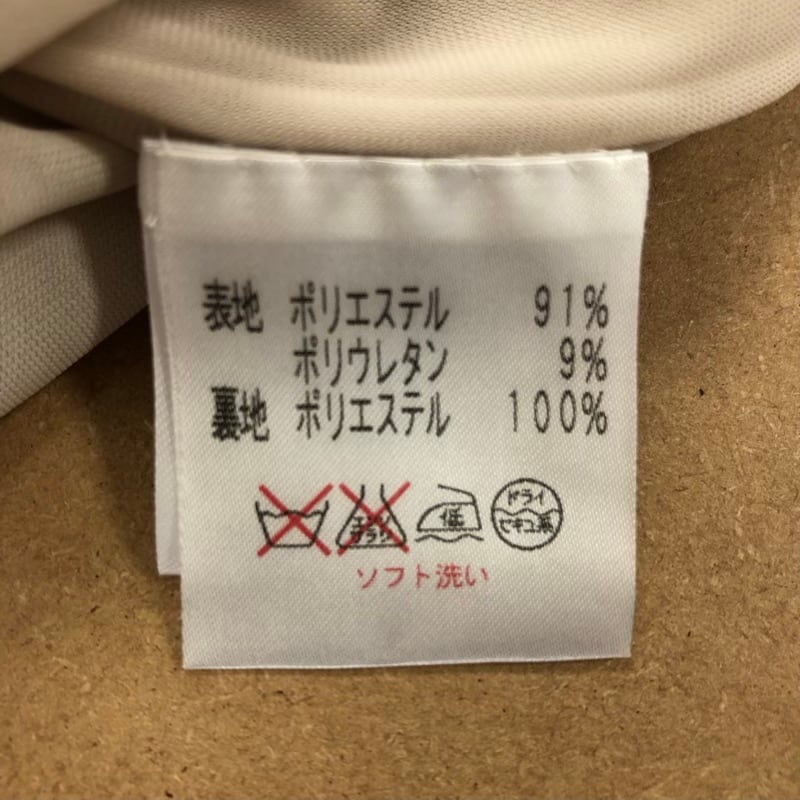 表地 ポリエステル 91%
ポリウレタン 9%
裏地 ポリエステル 100%
エンソ サラシ 低 ドライ セキユ系
ソフト洗い